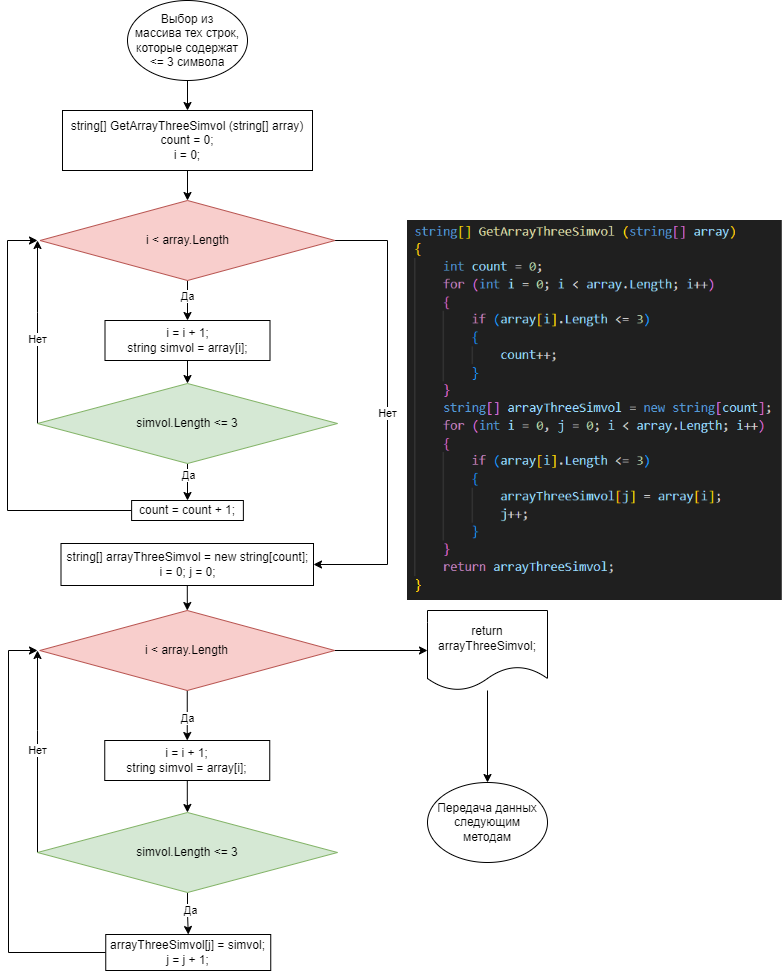 Выбор из
массива тех строк,
которые содержат
<= 3 символа
string[] GetArrayThreeSimvol (string[] array)
count = 0;
i = 0;
i < array.Length
Да
Нет
i = i + 1;
string simvol = array[i];
Нет
simvol.Length <= 3
Да
count = count + 1;
string[] arrayThreeSimvol = new string[count];
i = 0; j = 0;
i < array.Length
Да
Нет
i = i + 1;
string simvol = array[i];
simvol.Length <= 3
Да
arrayThreeSimvol[j] = simvol;
j = j + 1;
string[] GetArrayThreeSimvol (string[] array)
{
int count = 0;
for (int i = 0; i < array.Length; i++)
{
if (array[i].Length <= 3)
{
count++;
}
}
string[] arrayThreeSimvol = new string[count];
for (int i = 0, j = 0; i < array.Length; i++)
{
if (array[i].Length <= 3)
{
arrayThreeSimvol[j] = array[i];
j++;
}
}
return arrayThreeSimvol;
}
return
arrayThreeSimvol;
Передача данных
следующим
методам